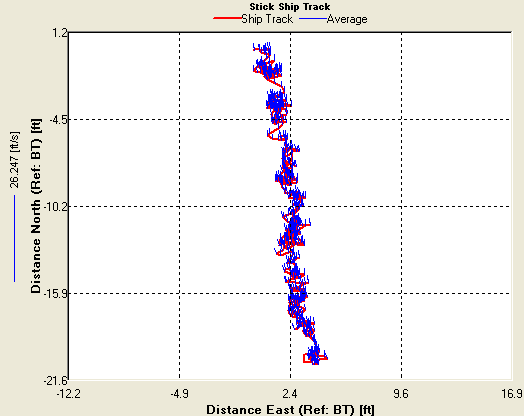 Stick Ship Track
Ship Track Average
1.2
-4.5
-10.2
-15.9
-21.6
26.247 [ft/s]
Distance North (Ref: BT) [ft]
-12.2 -4.9 2.4 9.6 16.9
Distance East (Ref: BT) [ft]